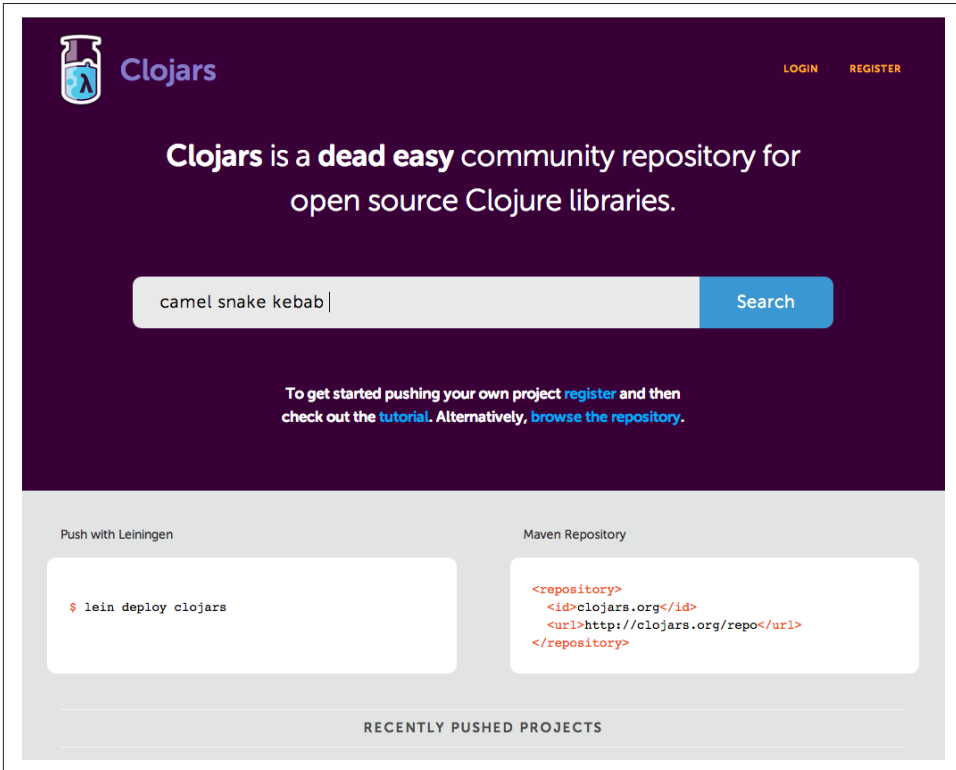 λ
Clojars
LOGIN REGISTER
Clojars is a dead easy community repository for
open source Clojure libraries.
camel snake kebab
Search
To get started pushing your own project register and then
check out the tutorial. Alternatively, browse the repository.
Push with Leiningen
$ lein deploy clojars
Maven Repository
<repository>
<id>clojars.org</id>
<url>http://clojars.org/repo</url>
</repository>
RECENTLY PUSHED PROJECTS